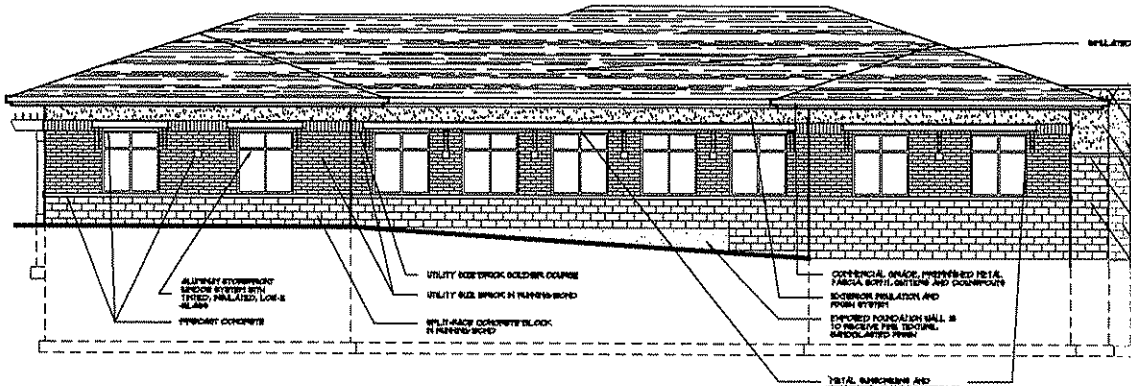 ALUMINUM STOREFRONT
WINDOW SYSTEM WITH
TINTED, INSULATED, LOW-E
GLASS
PRECAST CONCRETE
UTILITY SIZE BRICK SOLDIER COURSE
UTILITY SIZE BRICK IN RUNNING BOND
SPLIT-FACE CONCRETE BLOCK
IN RUNNING BOND
COMMERCIAL GRADE, PREFINISHED METAL
FASCIA, SOFFIT, GUTTERS AND DOWNSPOUTS
EXTERIOR INSULATION AND
FINISH SYSTEM
EXPOSED FOUNDATION WALL IS
TO RECEIVE FINE TEXTURE,
SANDBLASTED FINISH
METAL SUNSCREENS AND